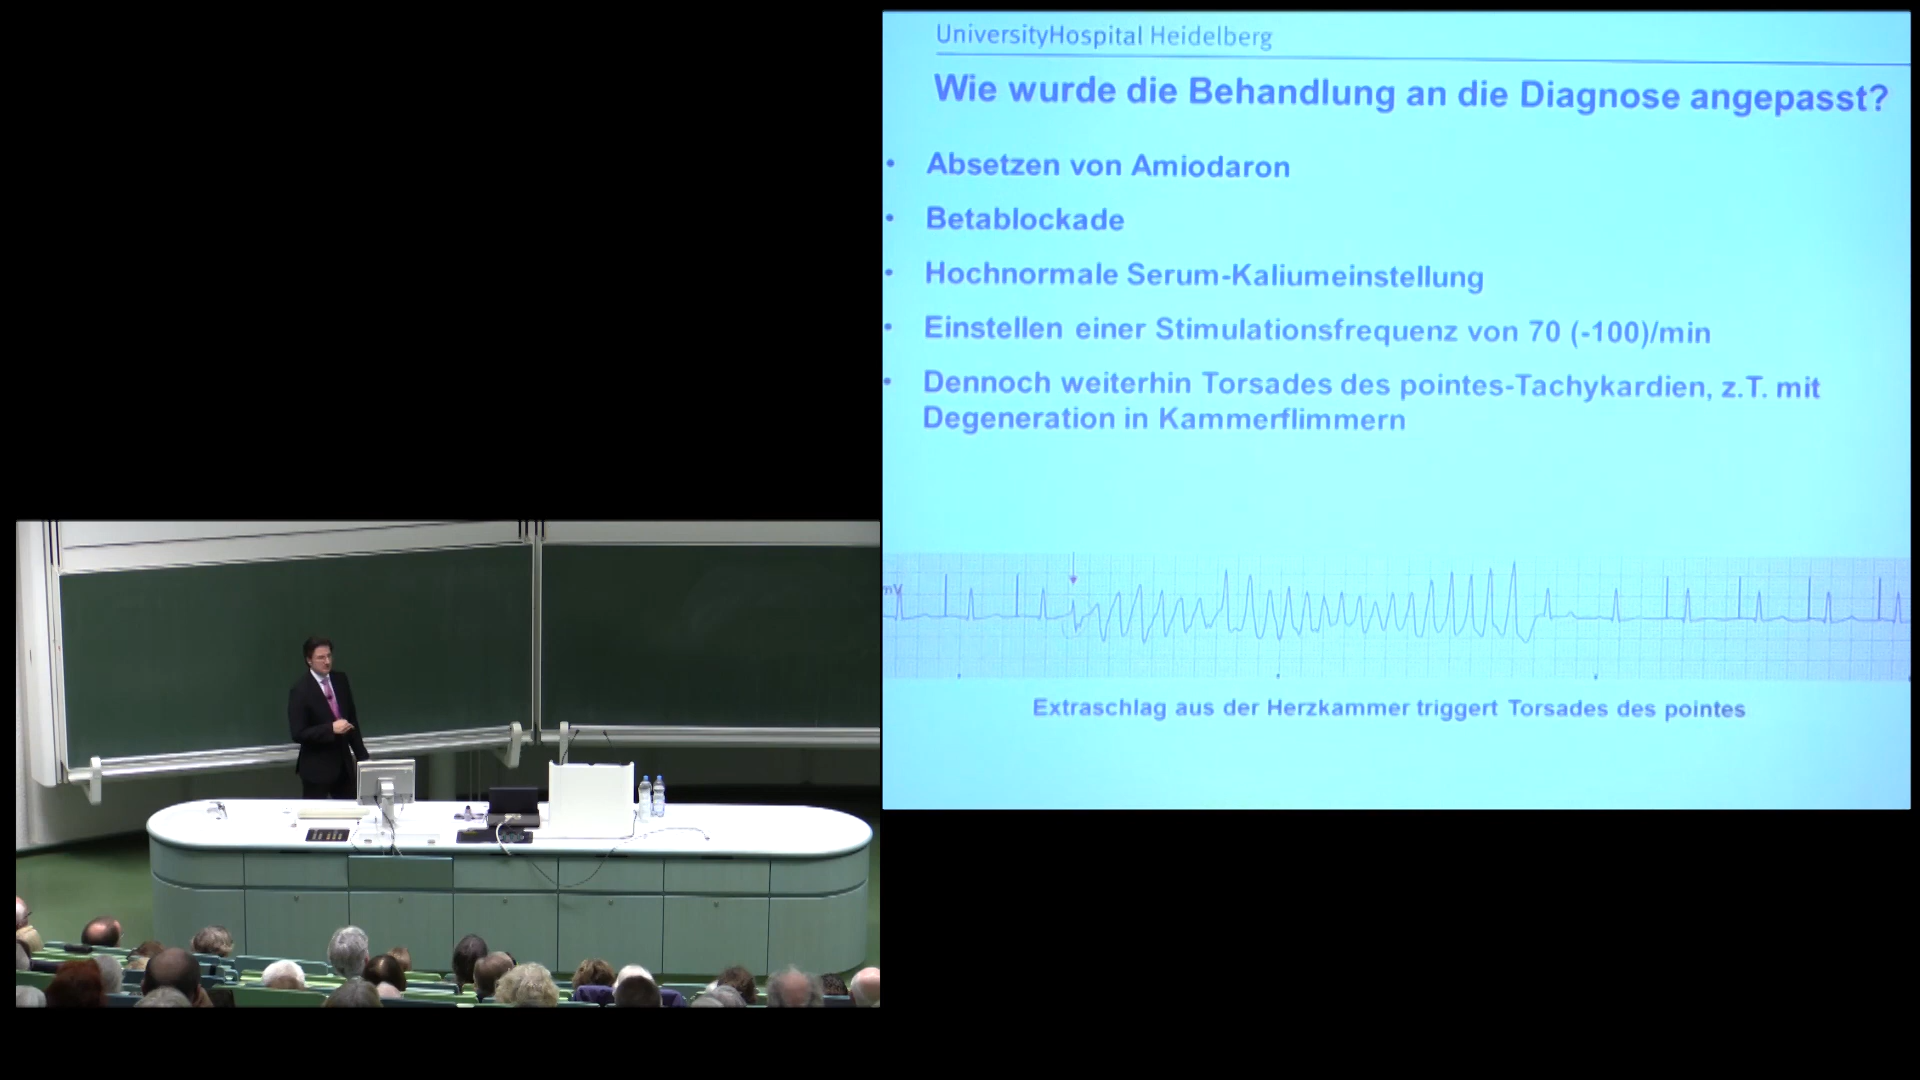 UniversityHospital Heidelberg
Wie wurde die Behandlung an die Diagnose angepasst?
• Absetzen von Amiodaron
• Betablockade
• Hochnormale Serum-Kaliumeinstellung
• Einstellen einer Stimulationsfrequenz von 70 (-100)/min
• Dennoch weiterhin Torsades des pointes-Tachykardien, z.T. mit
Degeneration in Kammerflimmern
mV
Extraschlag aus der Herzkammer triggert Torsades des pointes